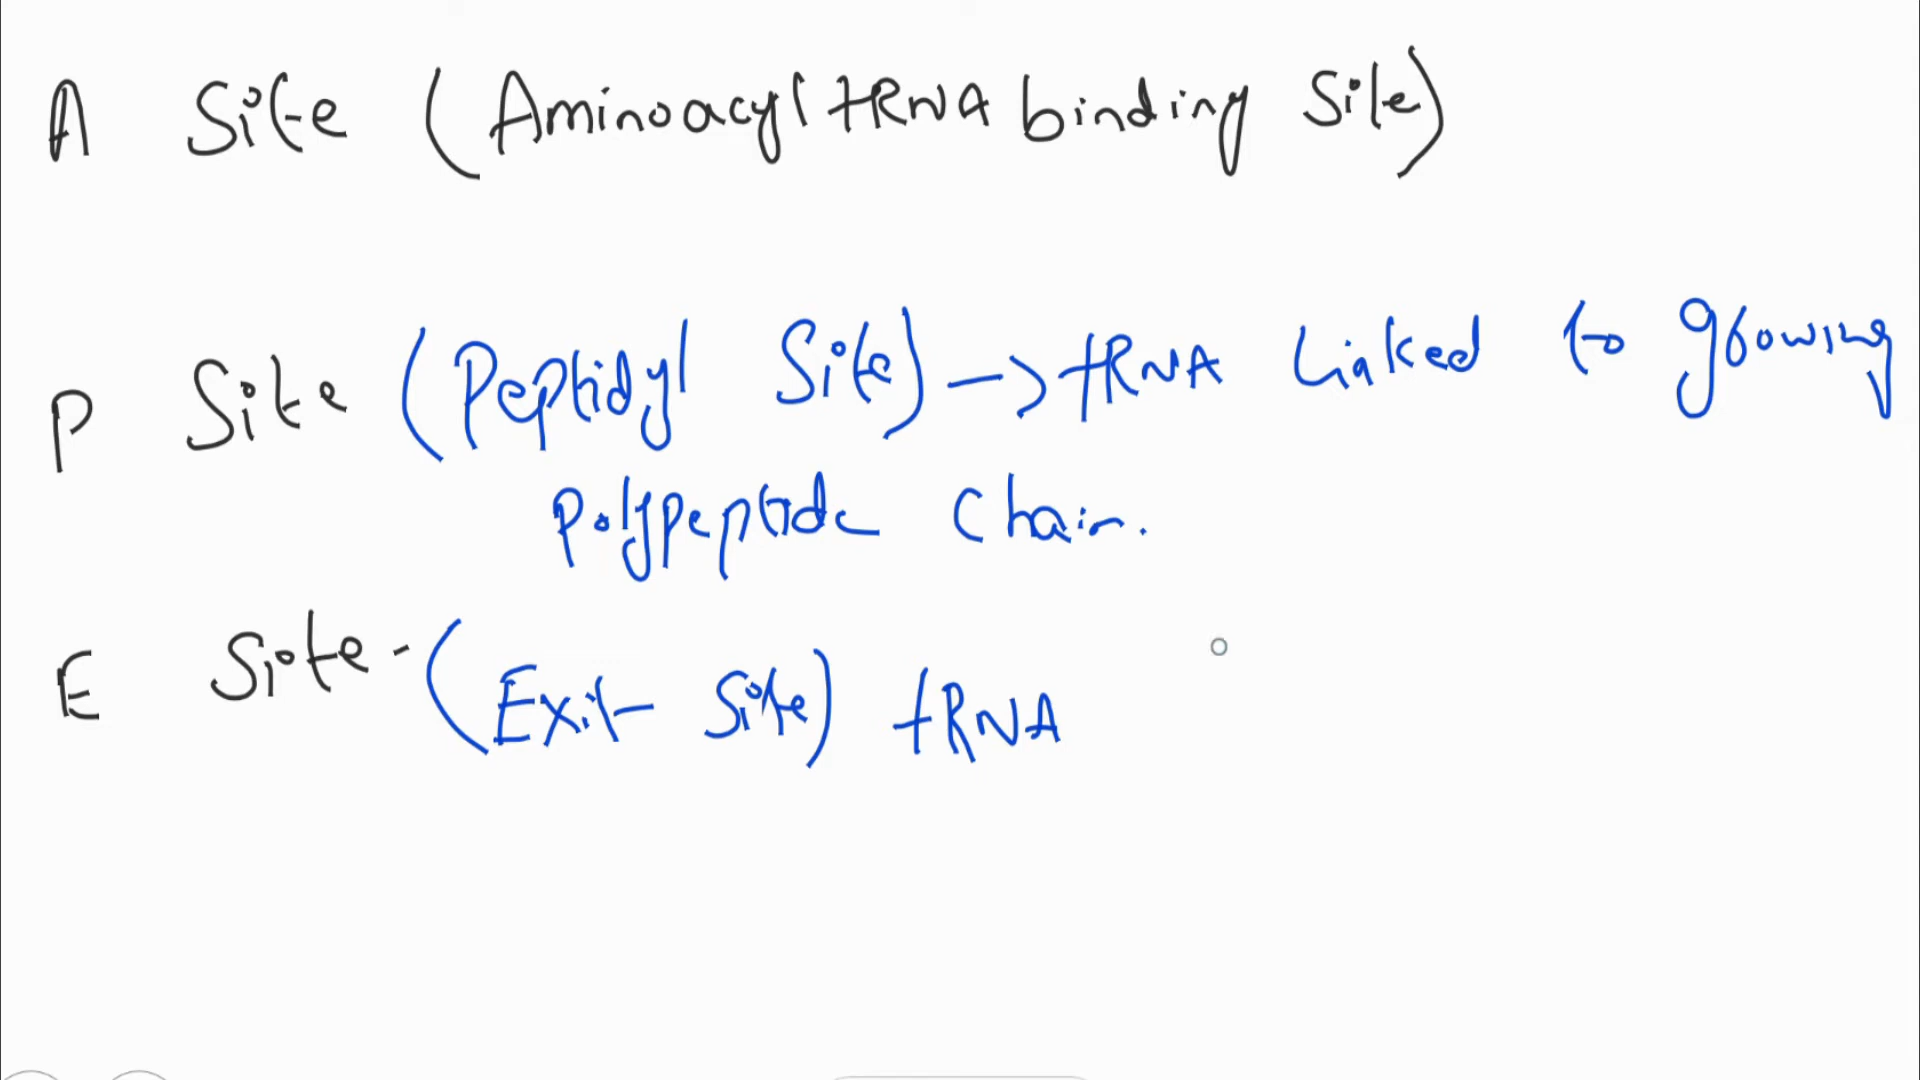 A Site (Aminoacyl tRNA binding Site)
P Site (Peptidyl Site) -> tRNA Linked to growing
Polypeptide Chain.
E Site - (Exit Site) tRNA